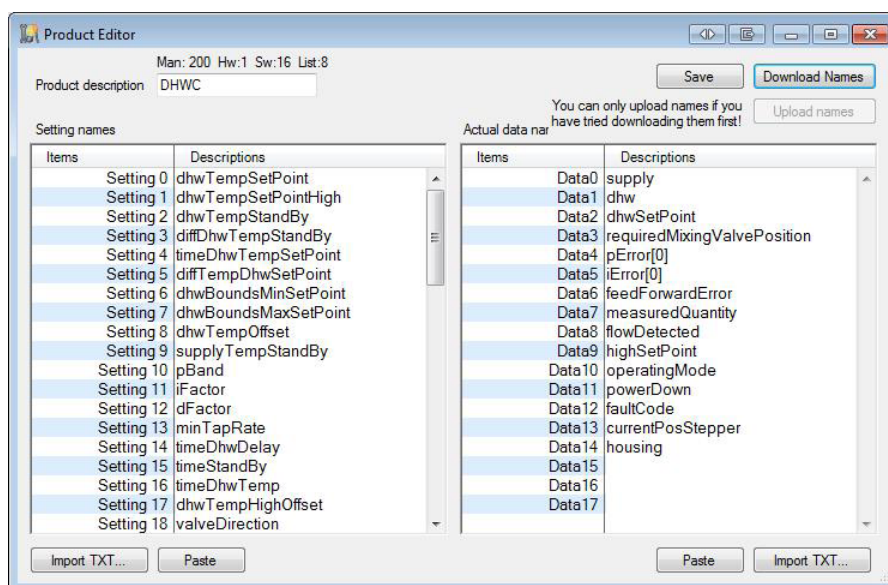 Product Editor
Man: 200 Hw:1 Sw:16 List:8
Product description DHWC
Save Download Names
You can only upload names if you
have tried downloading them first!
Upload names
Setting names
Actual data nar
Items Descriptions
Setting 0 dhwTempSetPoint
Setting 1 dhwTempSetPointHigh
Setting 2 dhwTempStandBy
Setting 3 diffDhwTempStandBy
Setting 4 timeDhwTempSetPoint
Setting 5 diffTempDhwSetPoint
Setting 6 dhwBoundsMinSetPoint
Setting 7 dhwBoundsMaxSetPoint
Setting 8 dhwTempOffset
Setting 9 supplyTempStandBy
Setting 10 pBand
Setting 11 iFactor
Setting 12 dFactor
Setting 13 minTapRate
Setting 14 timeDhwDelay
Setting 15 timeStandBy
Setting 16 timeDhwTemp
Setting 17 dhwTempHighOffset
Setting 18 valveDirection
Import TXT... Paste
Items Descriptions
Data0 supply
Data1 dhw
Data2 dhwSetPoint
Data3 requiredMixingValvePosition
Data4 pError[0]
Data5 iError[0]
Data6 feedForwardError
Data7 measuredQuantity
Data8 flowDetected
Data9 highSetPoint
Data10 operatingMode
Data11 powerDown
Data12 faultCode
Data13 currentPosStepper
Data14 housing
Data15
Data16
Data17
Paste Import TXT...